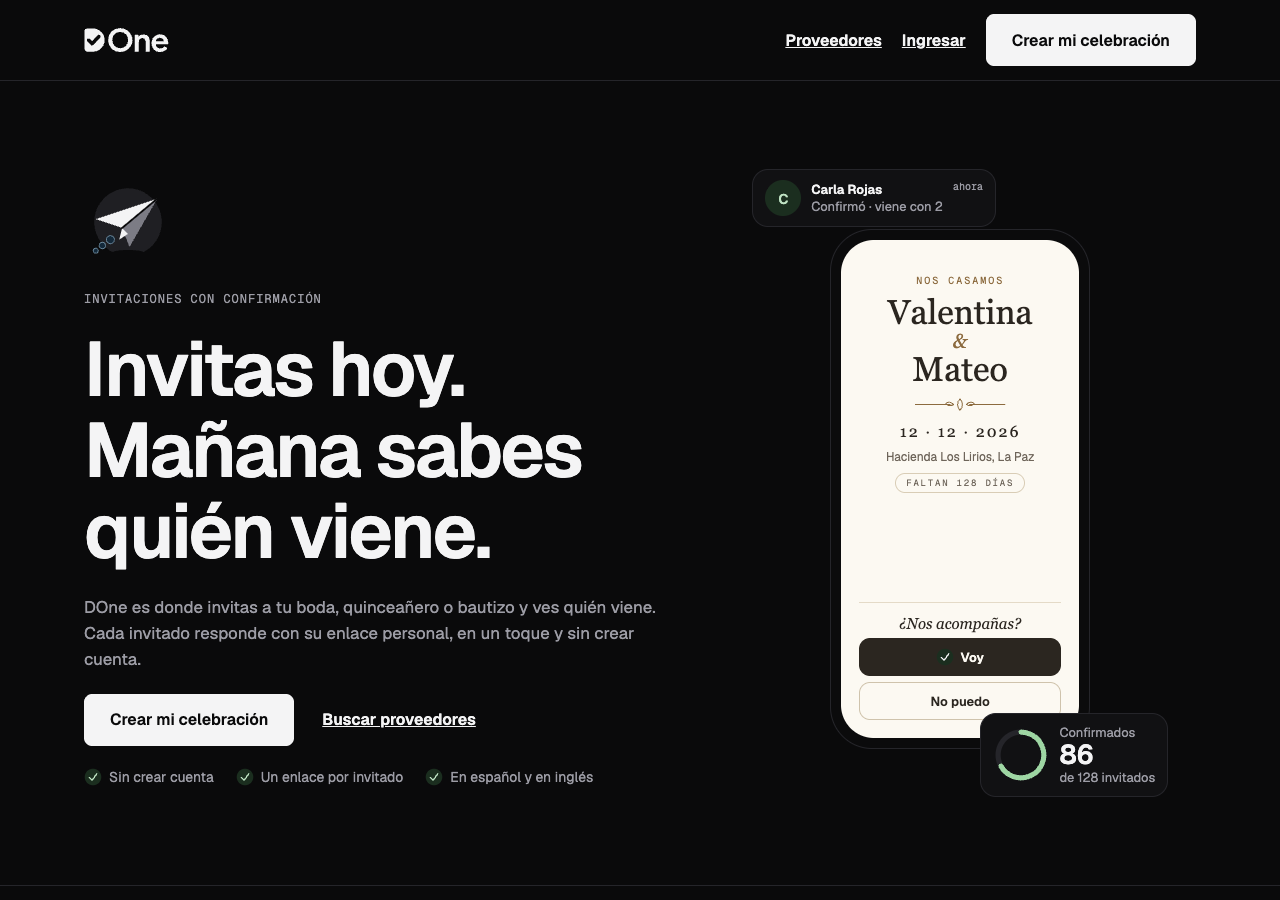 DOne
Proveedores
Ingresar
Crear mi celebración
INVITACIONES CON CONFIRMACIÓN
Invitas hoy.
Mañana sabes
quién viene.
DOne es donde invitas a tu boda, quinceañero o bautizo y ves quién viene.
Cada invitado responde con su enlace personal, en un toque y sin crear
cuenta.
Crear mi celebración
Buscar proveedores
Sin crear cuenta
Un enlace por invitado
En español y en inglés
C
Carla Rojas
ahora
Confirmó · viene con 2
NOS CASAMOS
Valentina
&
Mateo
12 · 12 · 2026
Hacienda Los Lirios, La Paz
FALTAN 128 DÍAS
¿Nos acompañas?
Voy
No puedo
Confirmados
86
de 128 invitados